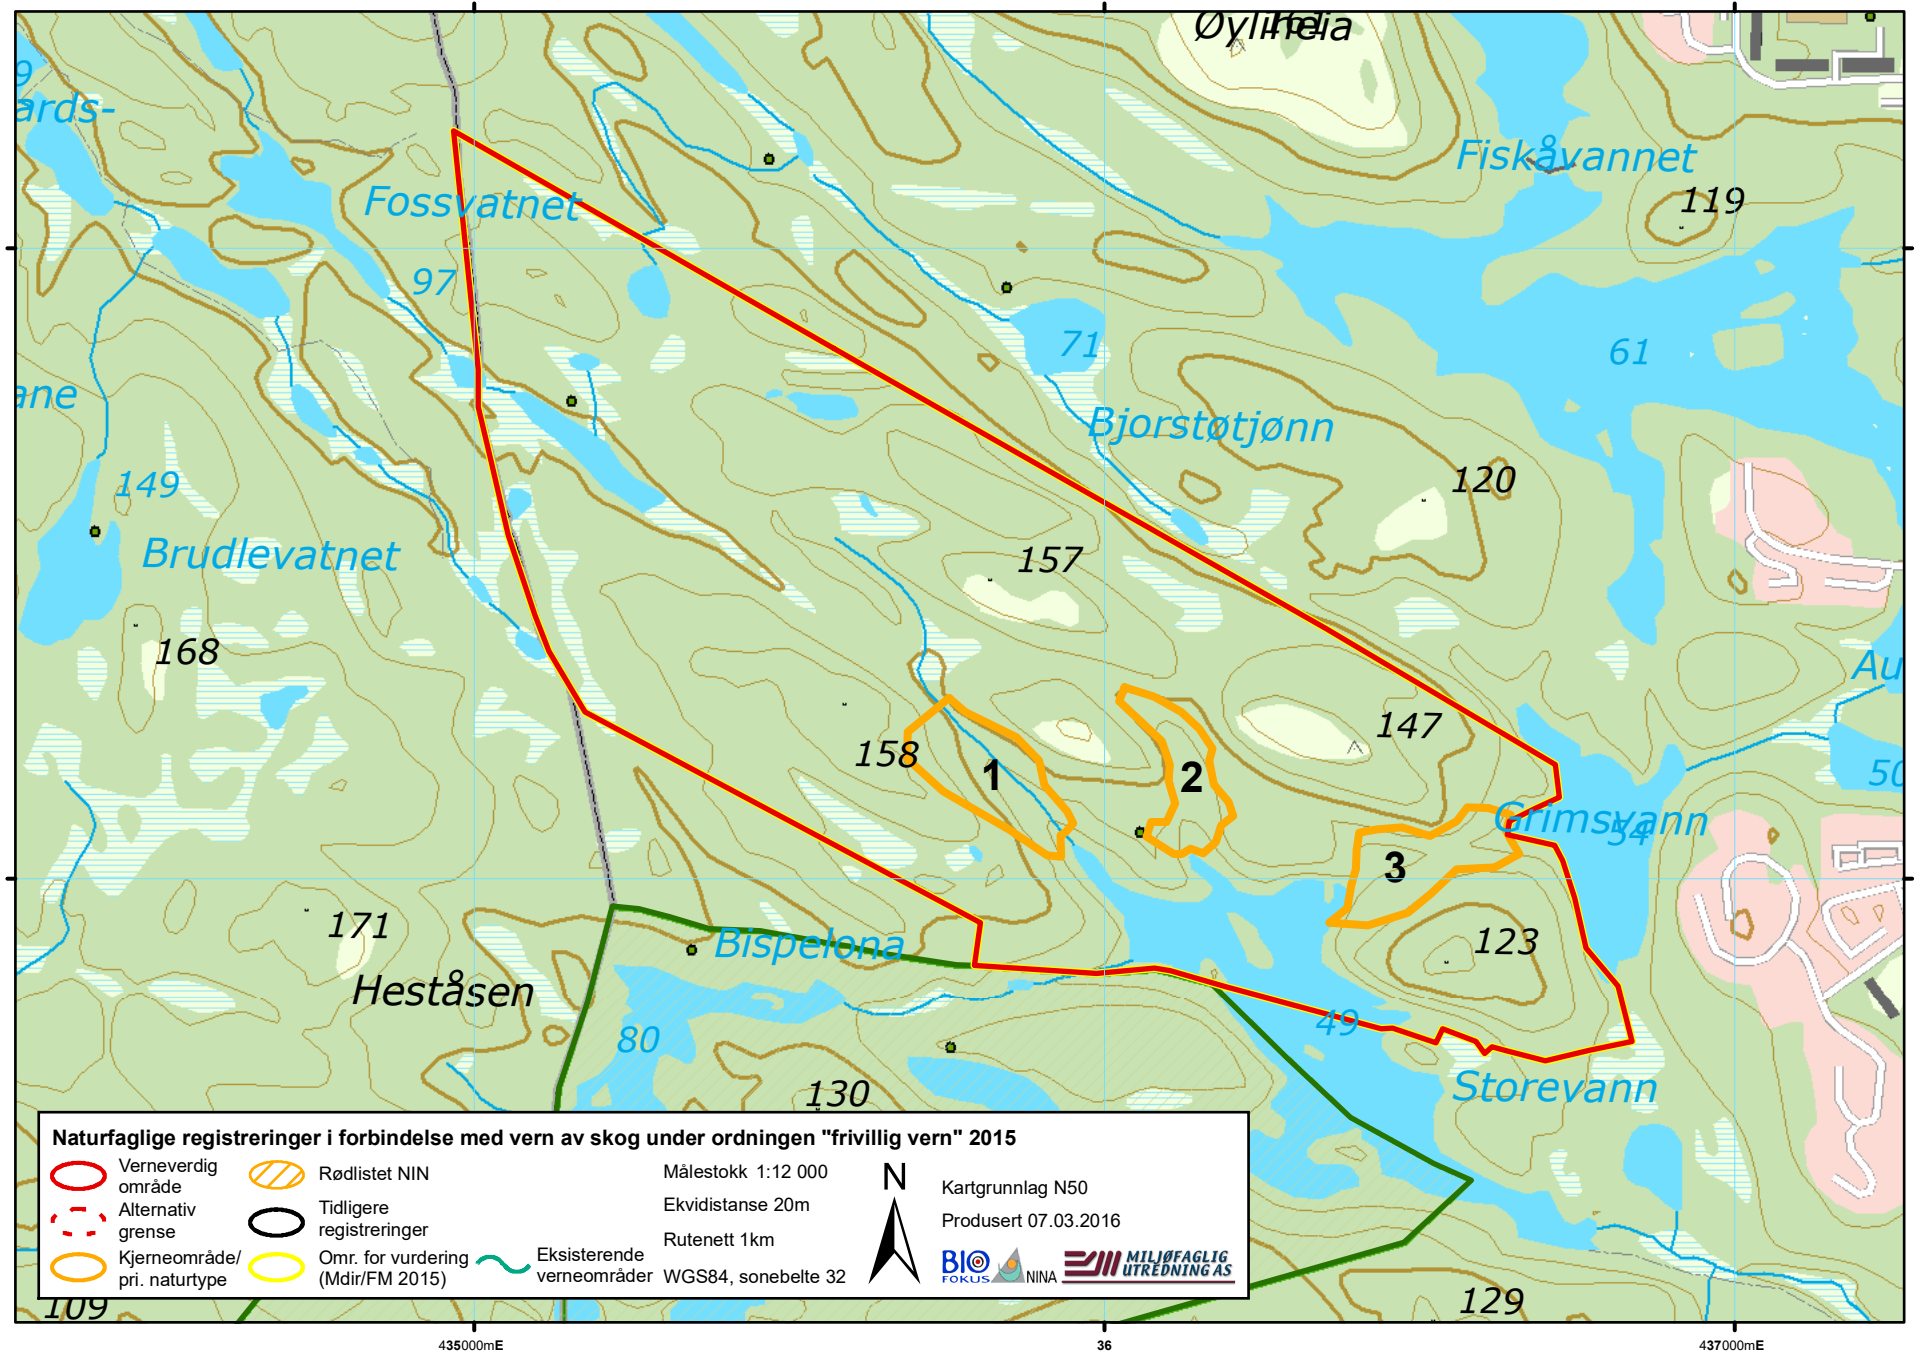 Øyliheia
161
9
ards-
Fiskåvannet
119
Fossvatnet
97
71
61
ane
Bjorstøtjønn
120
149
Brudlevatnet
157
168
Au
147
158
1
2
50
Grimsvann
54
3
171
Bispelona
123
Heståsen
80
49
Storevann
130
109
129
Naturfaglige registreringer i forbindelse med vern av skog under ordningen "frivillig vern" 2015
Verneverdig
område
Alternativ
grense
Kjerneområde/
pri. naturtype
Rødlistet NIN
Tidligere
registreringer
Omr. for vurdering
(Mdir/FM 2015)
Eksisterende
verneområder
Målestokk 1:12 000
Ekvidistanse 20m
Rutenett 1km
WGS84, sonebelte 32
N
Kartgrunnlag N50
Produsert 07.03.2016
BIO
FOKUS
NINA
MILJØFAGLIG
UTREDNING AS
435000mE
36
437000mE